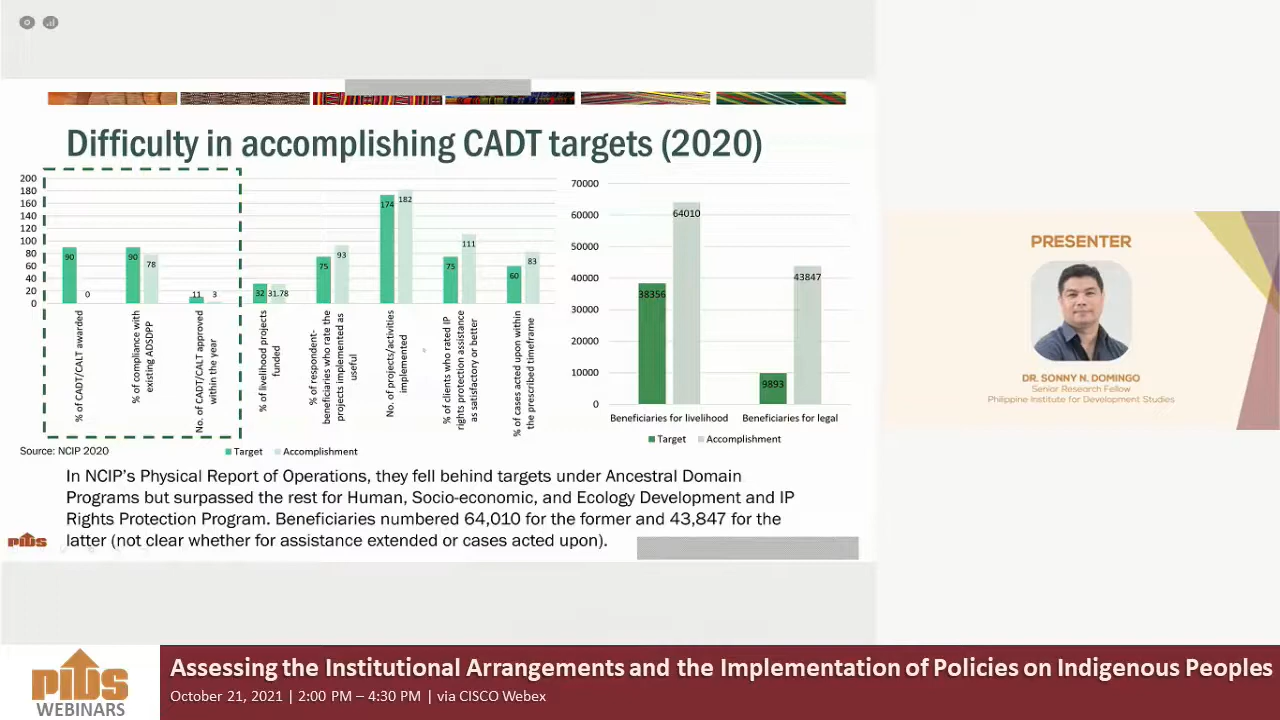 Difficulty in accomplishing CADT targets (2020)
200
180
160
140
120
100
80
60
40
20
0
90
0
90
78
11
3
32
31.78
75
93
174
182
75
111
60
83
% of CADT/CALT awarded
% of compliance with
existing ADSDPP
No. of CADT/CALT approved
within the year
% of livelihood projects
funded
% of respondent-
beneficiaries who rate the
projects implemented as
useful
No. of projects/activities
implemented
% of clients who rated IP
rights protection assistance
as satisfactory or better
% of cases acted upon within
the prescribed timeframe
Source: NCIP 2020
Target
Accomplishment
70000
60000
50000
40000
30000
20000
10000
0
38356
64010
9893
43847
Beneficiaries for livelihood
Beneficiaries for legal
Target
Accomplishment
In NCIP's Physical Report of Operations, they fell behind targets under Ancestral Domain
Programs but surpassed the rest for Human, Socio-economic, and Ecology Development and IP
Rights Protection Program. Beneficiaries numbered 64,010 for the former and 43,847 for the
latter (not clear whether for assistance extended or cases acted upon).
pids
PRESENTER
DR. SONNY N. DOMINGO
Senior Research Fellow
Philippine Institute for Development Studies
pids
WEBINARS
Assessing the Institutional Arrangements and the Implementation of Policies on Indigenous Peoples
October 21, 2021 | 2:00 PM – 4:30 PM | via CISCO Webex